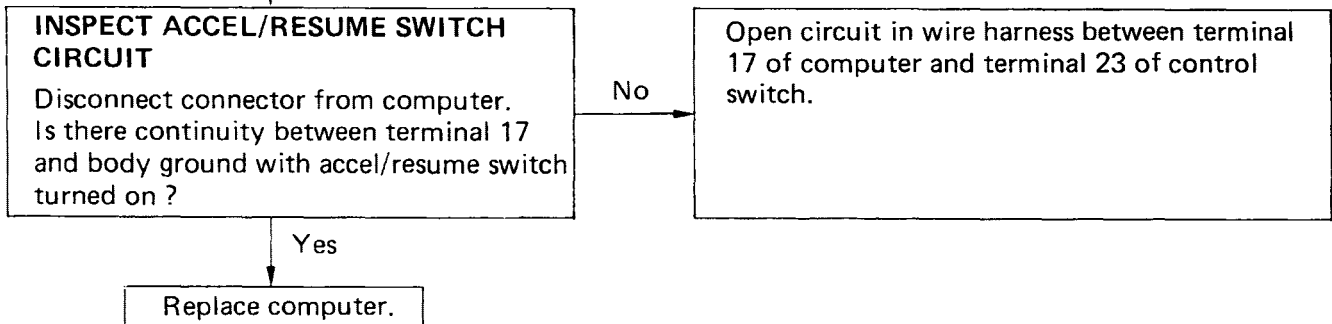 INSPECT ACCEL/RESUME SWITCH
CIRCUIT
Disconnect connector from computer.
Is there continuity between terminal 17
and body ground with accel/resume switch
turned on ?
No
Open circuit in wire harness between terminal
17 of computer and terminal 23 of control
switch.
Yes
Replace computer.